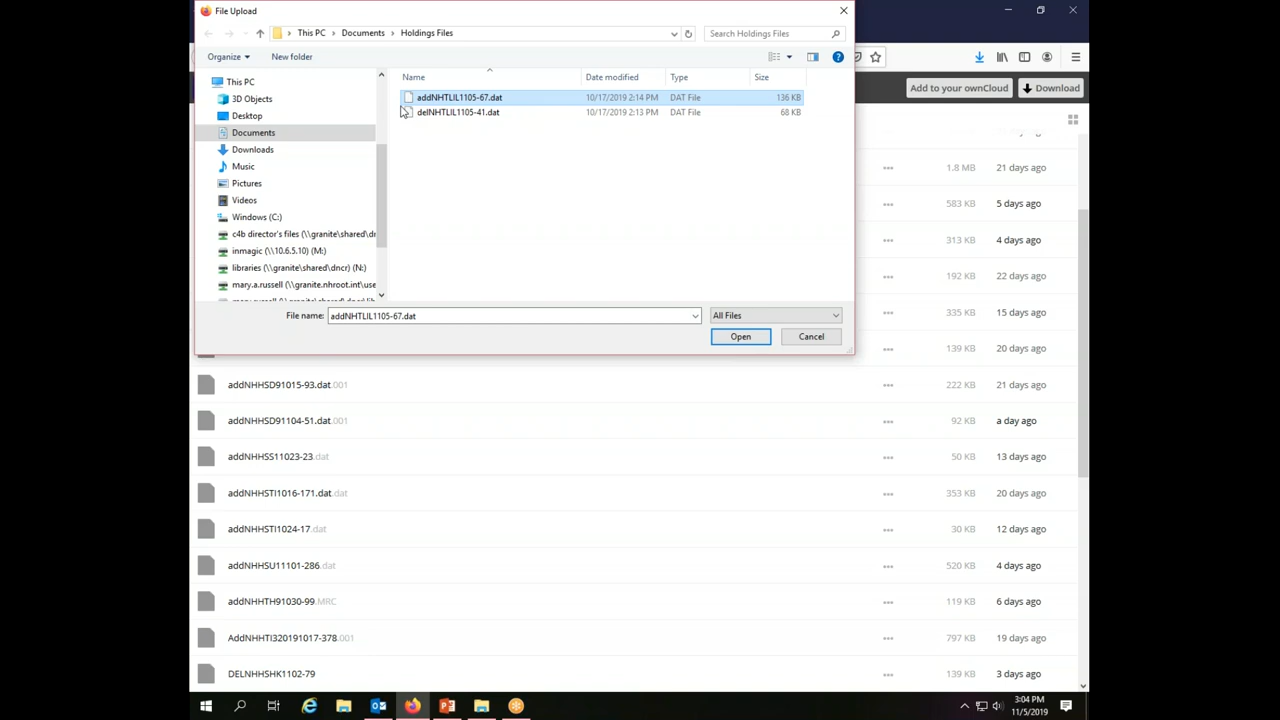 File Upload
This PC > Documents > Holdings Files
Search Holdings Files
Organize
New folder
Name
Date modified
Type
Size
This PC
3D Objects
Desktop
Documents
Downloads
Music
Pictures
Videos
Windows (C:)
c4b director's files (\\granite\shared\dr
inmagic (\\10.6.5.10) (M:)
libraries (\\granite\shared\dncr) (N:)
mary.a.russell (\\granite.nhroot.int\use
addNHTLIL1105-67.dat 10/17/2019 2:14 PM DAT File 136 KB
delNHTLIL1105-41.dat 10/17/2019 2:13 PM DAT File 68 KB
File name: addNHTLIL1105-67.dat
All Files
Open
Cancel
Add to your ownCloud
Download
1.8 MB 21 days ago
583 KB 5 days ago
313 KB 4 days ago
192 KB 22 days ago
335 KB 15 days ago
139 KB 20 days ago
addNHHSD91015-93.dat.001 222 KB 21 days ago
addNHHSD91104-51.dat.001 92 KB a day ago
addNHHSS11023-23.dat 50 KB 13 days ago
addNHHSTI1016-171.dat.dat 353 KB 20 days ago
addNHHSTI1024-17.dat 30 KB 12 days ago
addNHHSU11101-286.dat 520 KB 4 days ago
addNHHTH91030-99.MRC 119 KB 6 days ago
AddNHHTI320191017-378.001 797 KB 19 days ago
DELNHHSHK1102-79 139 KB 3 days ago
3:04 PM
11/5/2019